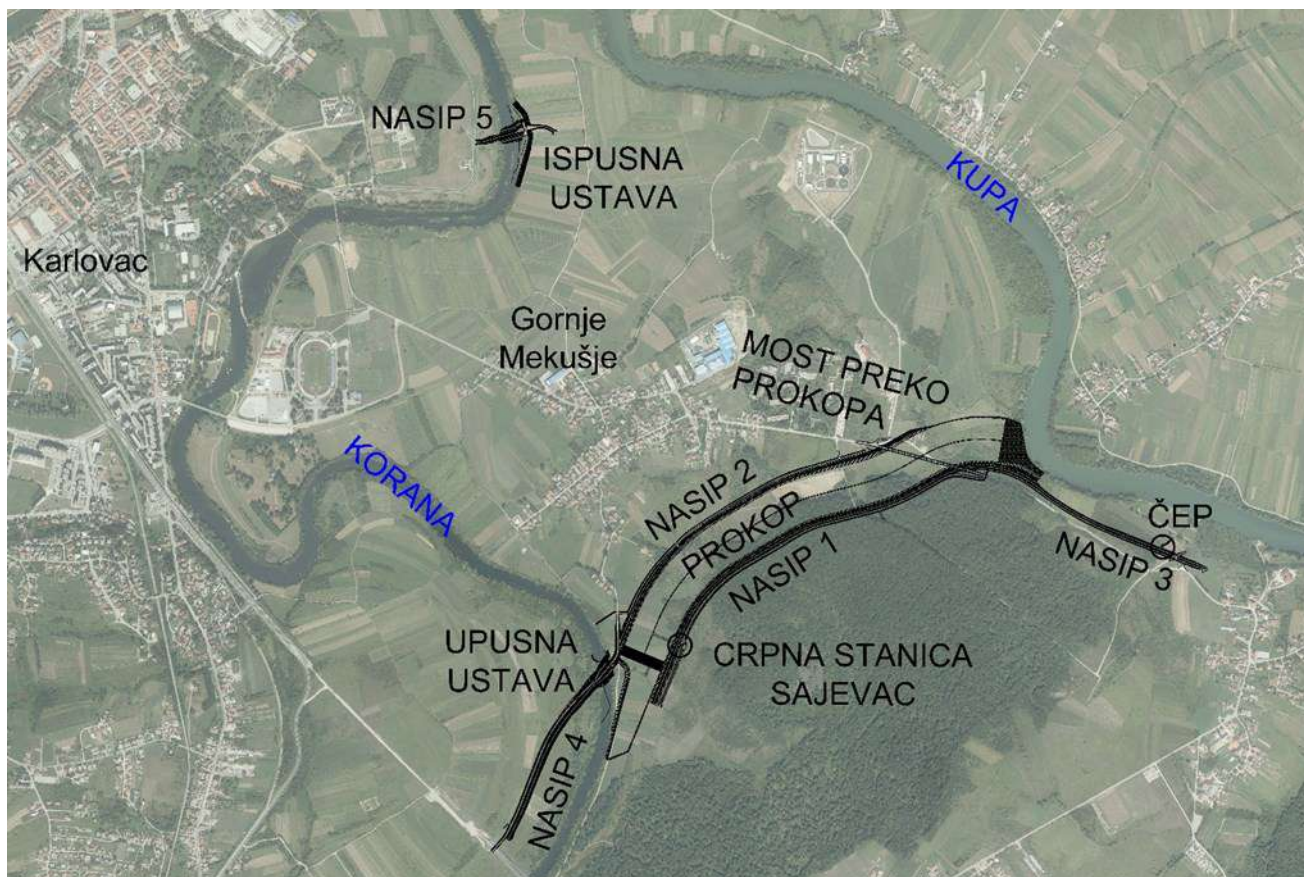 NASIP 5
ISPUSNA
USTAVA
KUPA
Karlovac
Gornje
Mekušje
MOST PREKO
PROKOPA
KORANA
NASIP 2
PROKOP
NASIP 1
ČEP
NASIP 3
UPUSNA
USTAVA
CRPNA STANICA
SAJEVAC
NASIP 4